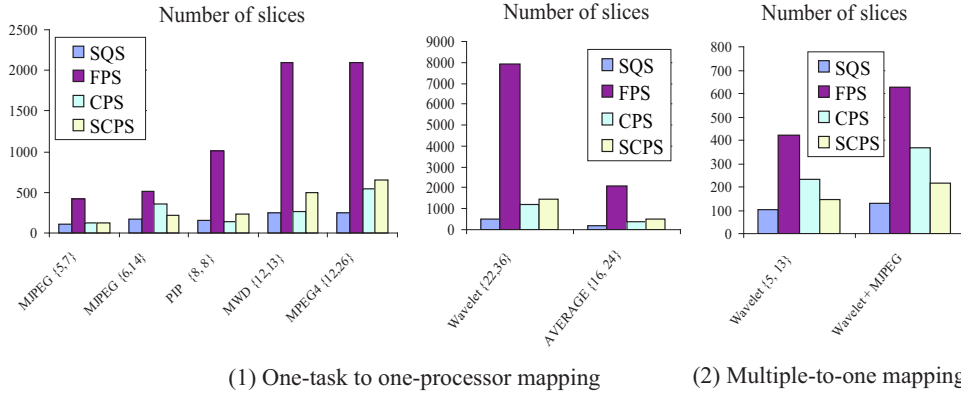 Number of slices
2500
2000
1500
1000
500
0
SQS
FPS
CPS
SCPS
MJPEG {5,7}
MJPEG {6,14}
PIP {8, 8}
MWD {12,13}
MPEG4 {12,26}
Number of slices
9000
8000
7000
6000
5000
4000
3000
2000
1000
0
SQS
FPS
CPS
SCPS
Wavelet {22,36}
AVERAGE {16, 24}
Number of slices
800
700
600
500
400
300
200
100
0
SQS
FPS
CPS
SCPS
Wavelet {5, 13}
Wavelet + MJPEG
(1) One-task to one-processor mapping
(2) Multiple-to-one mapping